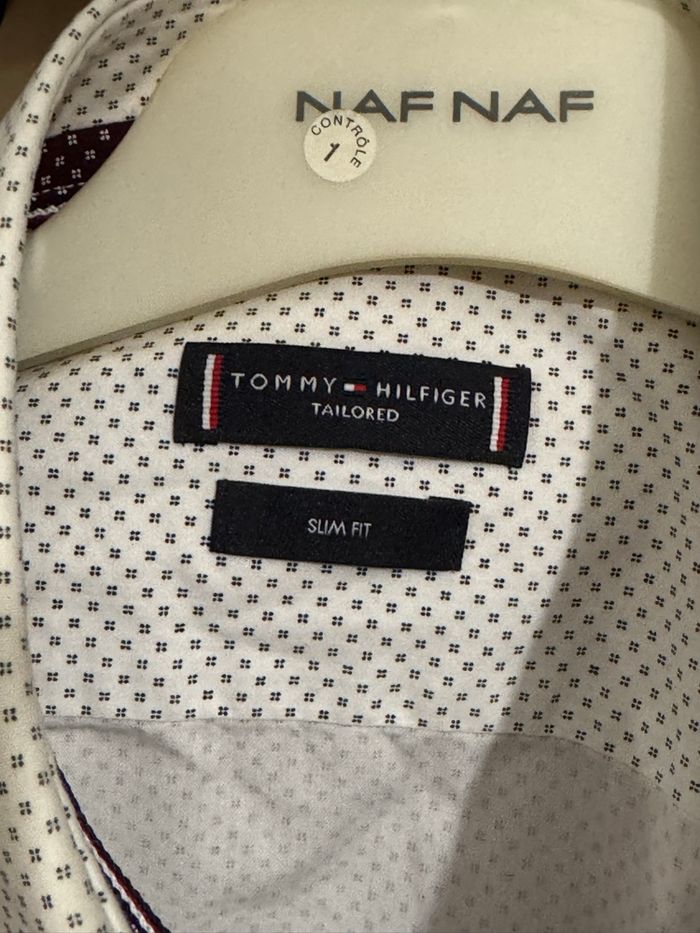 NAF NAF
CONTRÔLE
1
TOMMY HILFIGER
TAILORED
SLIM FIT